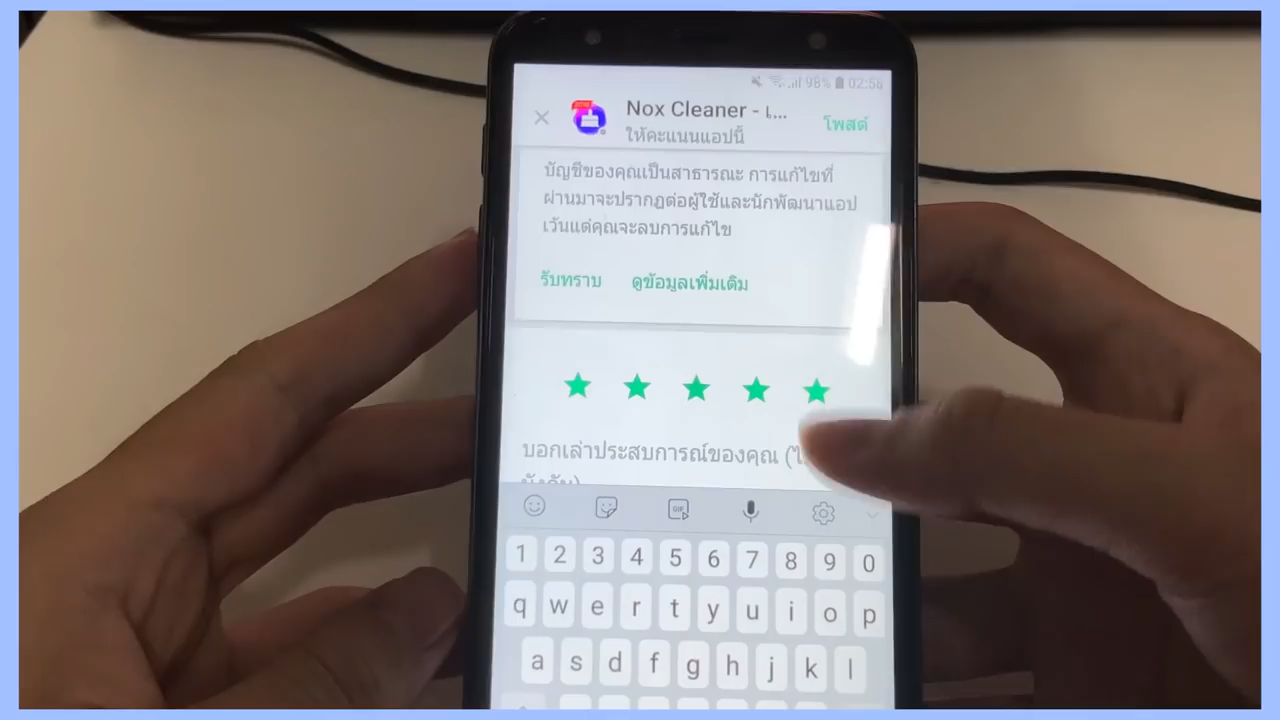 98% 02:58
Nox Cleaner - เ...
ให้คะแนนแอปนี้
โพสต์
บัญชีของคุณเป็นสาธารณะ การแก้ไขที่
ผ่านมาจะปรากฏต่อผู้ใช้และนักพัฒนาแอป
เว้นแต่คุณจะลบการแก้ไข
รับทราบ ดูข้อมูลเพิ่มเติม
บอกเล่าประสบการณ์ของคุณ
GIF
1 2 3 4 5 6 7 8 9 0
q w e r t y u i o p
a s d f g h j k l